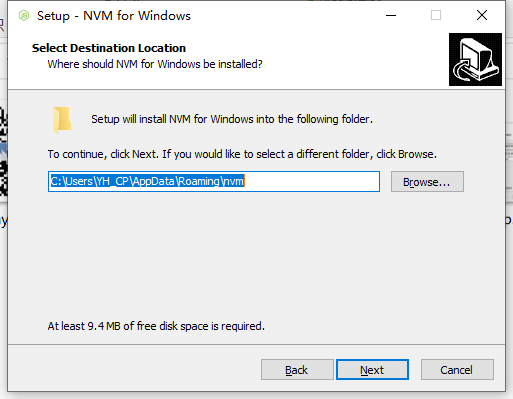 Setup - NVM for Windows
Select Destination Location
Where should NVM for Windows be installed?
Setup will install NVM for Windows into the following folder.
To continue, click Next. If you would like to select a different folder, click Browse.
C:\Users\YH_CP\AppData\Roaming\nvm
Browse...
At least 9.4 MB of free disk space is required.
Back
Next
Cancel